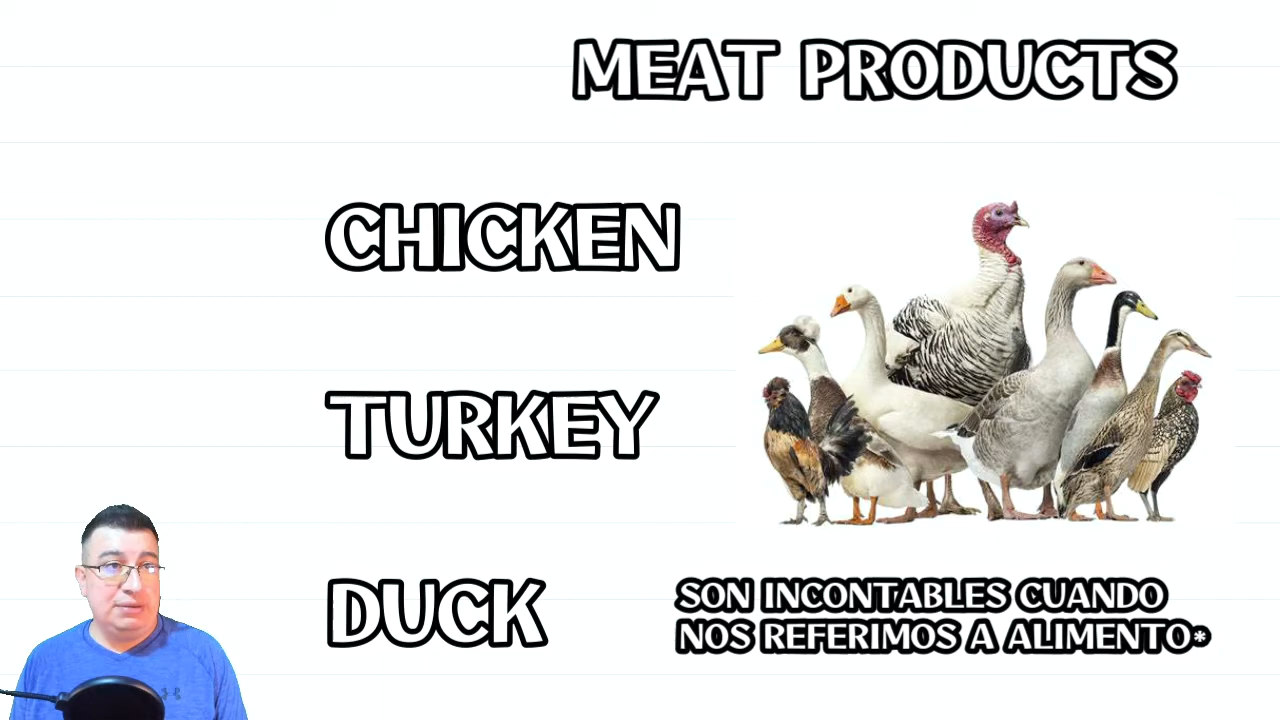 MEAT PRODUCTS
CHICKEN
TURKEY
DUCK
SON INCONTABLES CUANDO
NOS REFERIMOS A ALIMENTO*